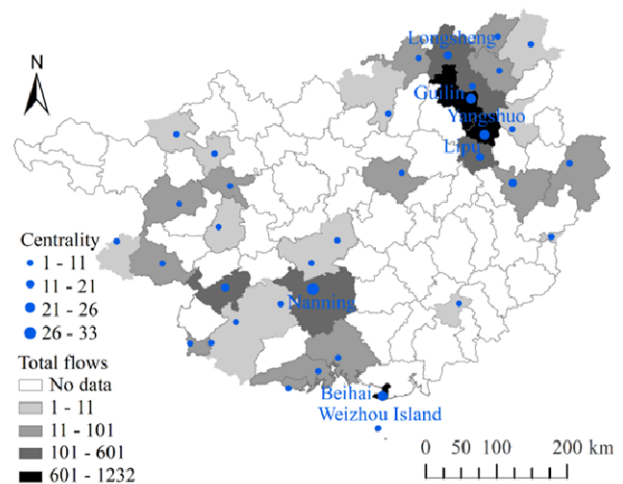 N
Longsheng
Guilin
Yangshuo
Lipu
Nanning
Beihai
Weizhou Island
Centrality
1 - 11
11 - 21
21 - 26
26 - 33
Total flows
No data
1 - 11
11 - 101
101 - 601
601 - 1232
0 50 100 200 km